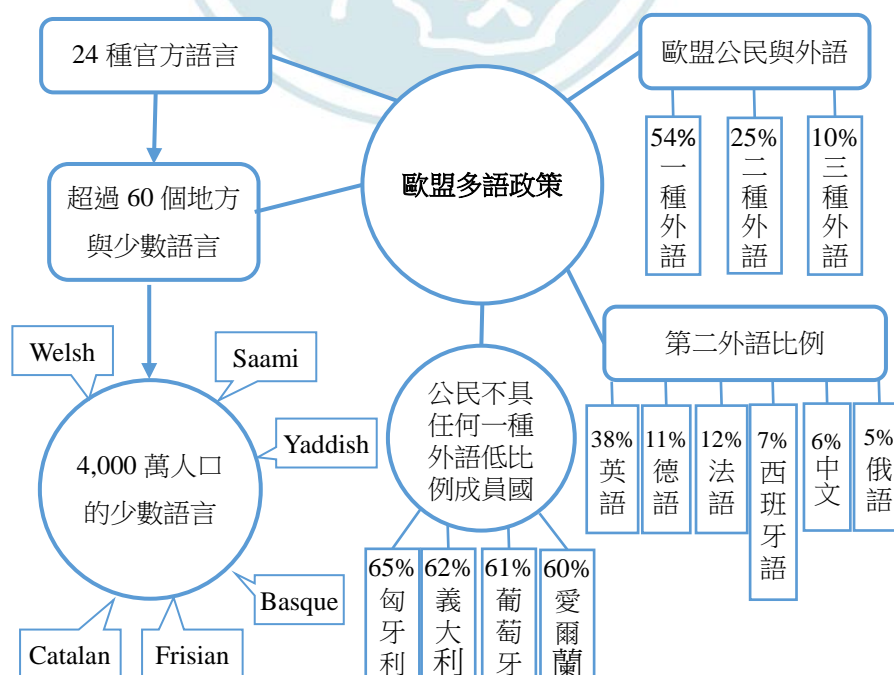 24 種官方語言
超過 60 個地方
與少數語言
Welsh
Saami
Yaddish
4,000 萬人口
的少數語言
Basque
Catalan
Frisian
歐盟多語政策
歐盟公民與外語
54%
一種外語
25%
二種外語
10%
三種外語
第二外語比例
38%
英語
11%
德語
12%
法語
7%
西班牙語
6%
中文
5%
俄語
公民不具
任何一種
外語低比
例成員國
65%
匈牙利
62%
義大利
61%
葡萄牙
60%
愛爾蘭